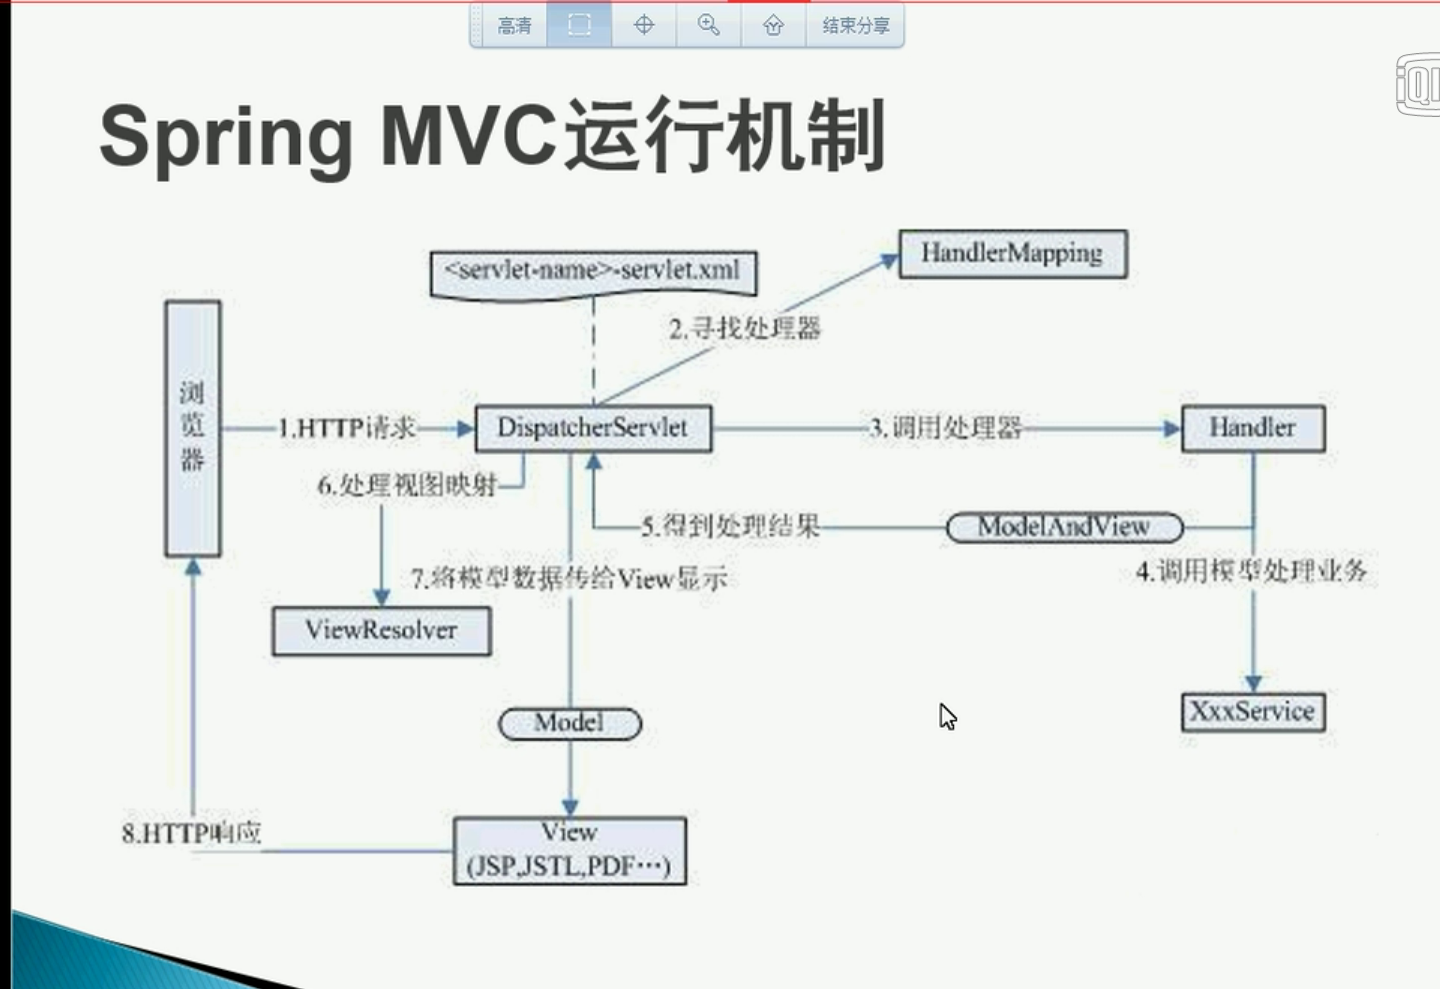 高清
结束分享
Spring MVC运行机制
<servlet-name>-servlet.xml
HandlerMapping
2.寻找处理器
浏
览
器
1.HTTP请求
DispatcherServlet
3.调用处理器
Handler
6.处理视图映射
5.得到处理结果
ModelAndView
4.调用模型处理业务
7.将模型数据传给View显示
ViewResolver
Model
XxxService
8.HTTP响应
View
(JSP,JSTL,PDF···)